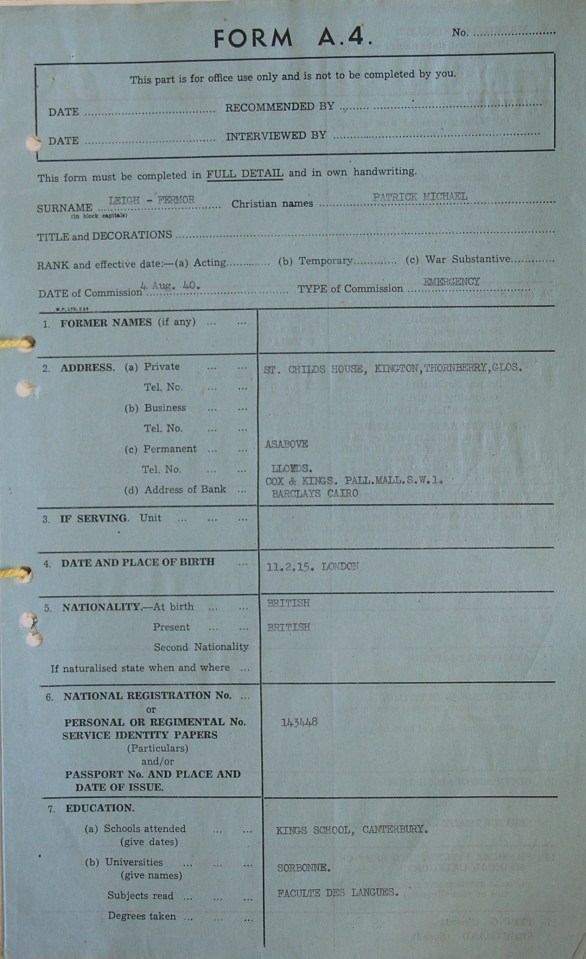 FORM A.4.
No. ..........................
This part is for office use only and is not to be completed by you.
DATE .................................... RECOMMENDED BY ......................................................
DATE .................................... INTERVIEWED BY ......................................................
This form must be completed in FULL DETAIL and in own handwriting.
SURNAME LEIGH - FERMOR Christian names PATRICK MICHAEL
(in block capitals)
TITLE and DECORATIONS ......................................................
RANK and effective date:—(a) Acting............. (b) Temporary............. (c) War Substantive.............
DATE of Commission 4 Aug. 40. TYPE of Commission EMERGENCY
1. FORMER NAMES (if any) ... ...
2. ADDRESS. (a) Private ... ... ST. CHILDS HOUSE, KINGTON,THORNBERRY,GLOS.
Tel. No. ... ...
(b) Business ... ...
Tel. No. ... ...
(c) Permanent ... ... ASABOVE
Tel. No. ... ... LLOYDS.
(d) Address of Bank ... COX & KINGS. PALL.MALL.S.W.1.
BARCLAYS CAIRO
3. IF SERVING. Unit ... ... ...
4. DATE AND PLACE OF BIRTH ... 11.2.15. LONDON
5. NATIONALITY.—At birth ... ... BRITISH
Present ... ... BRITISH
Second Nationality
If naturalised state when and where ...
6. NATIONAL REGISTRATION No. ...
or
PERSONAL OR REGIMENTAL No. 143448
SERVICE IDENTITY PAPERS
(Particulars)
and/or
PASSPORT No. AND PLACE AND
DATE OF ISSUE.
7. EDUCATION.
(a) Schools attended ... ... KINGS SCHOOL, CANTERBURY.
(give dates)
(b) Universities ... ... ... SORBONNE.
(give names)
Subjects read ... ... ... FACULTE DES LANGUES.
Degrees taken ... ... ...